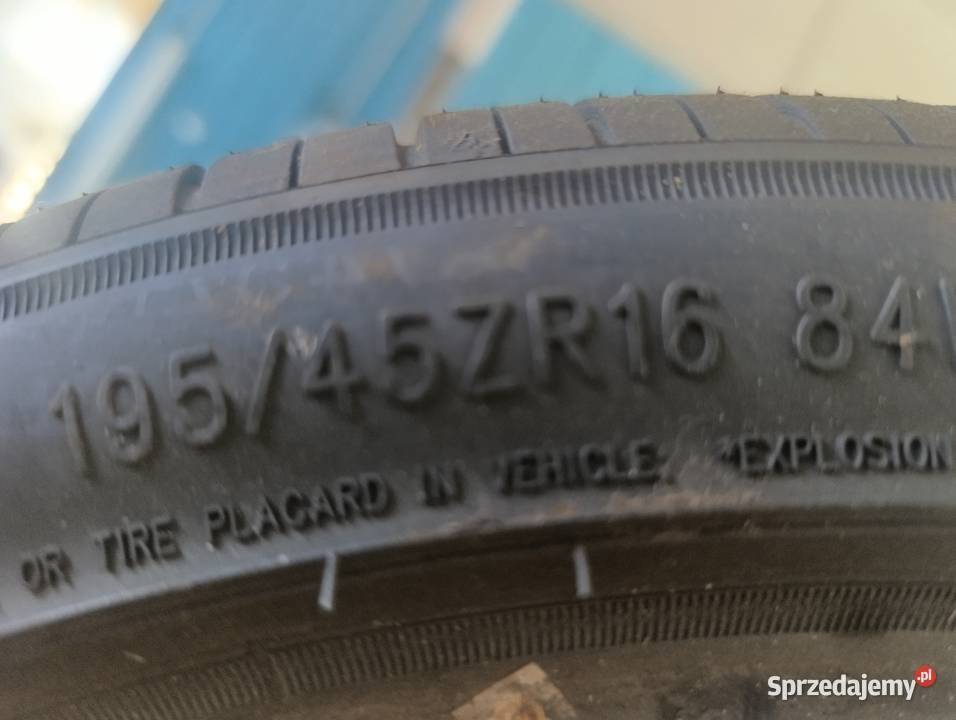 195/45ZR16 84
OR TIRE PLACARD IN VEHICLE. *EXPLOSION
Sprzedajemy.pl